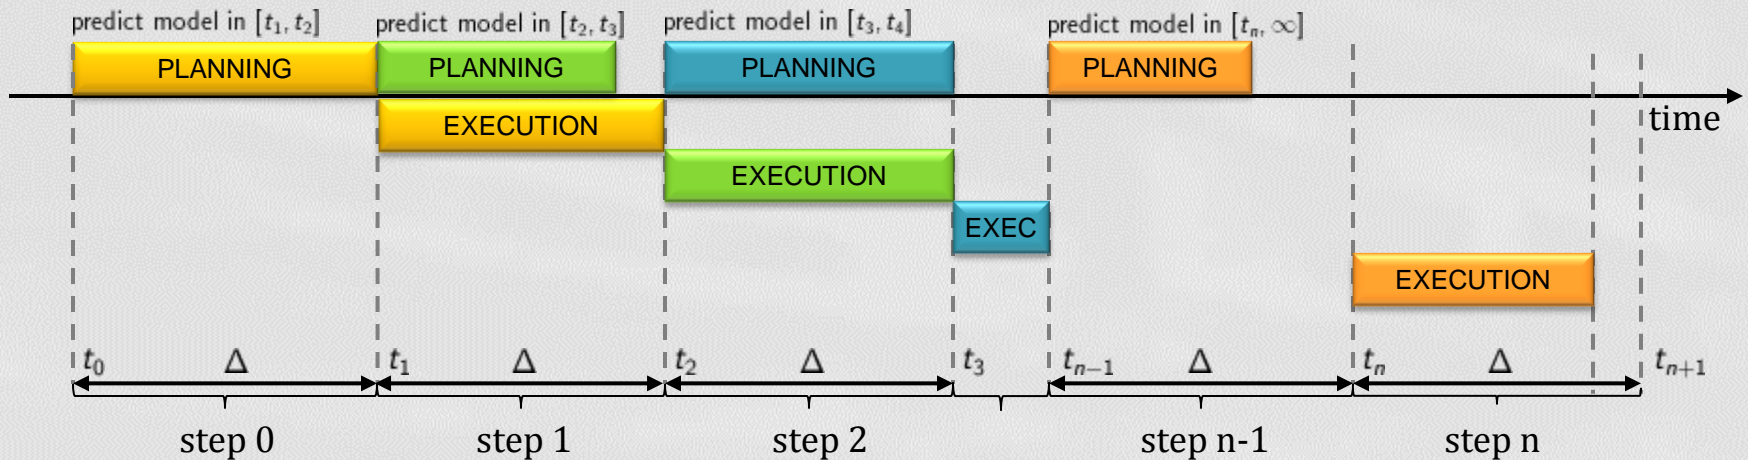 predict model in [t₁, t₂] predict model in [t₂, t₃] predict model in [t₃, t₄] predict model in [tₙ, ∞]
PLANNING PLANNING PLANNING PLANNING
time
EXECUTION
EXECUTION
EXEC
EXECUTION
t₀ Δ t₁ Δ t₂ Δ t₃ tₙ₋₁ Δ tₙ Δ tₙ₊₁
step 0 step 1 step 2 step n-1 step n